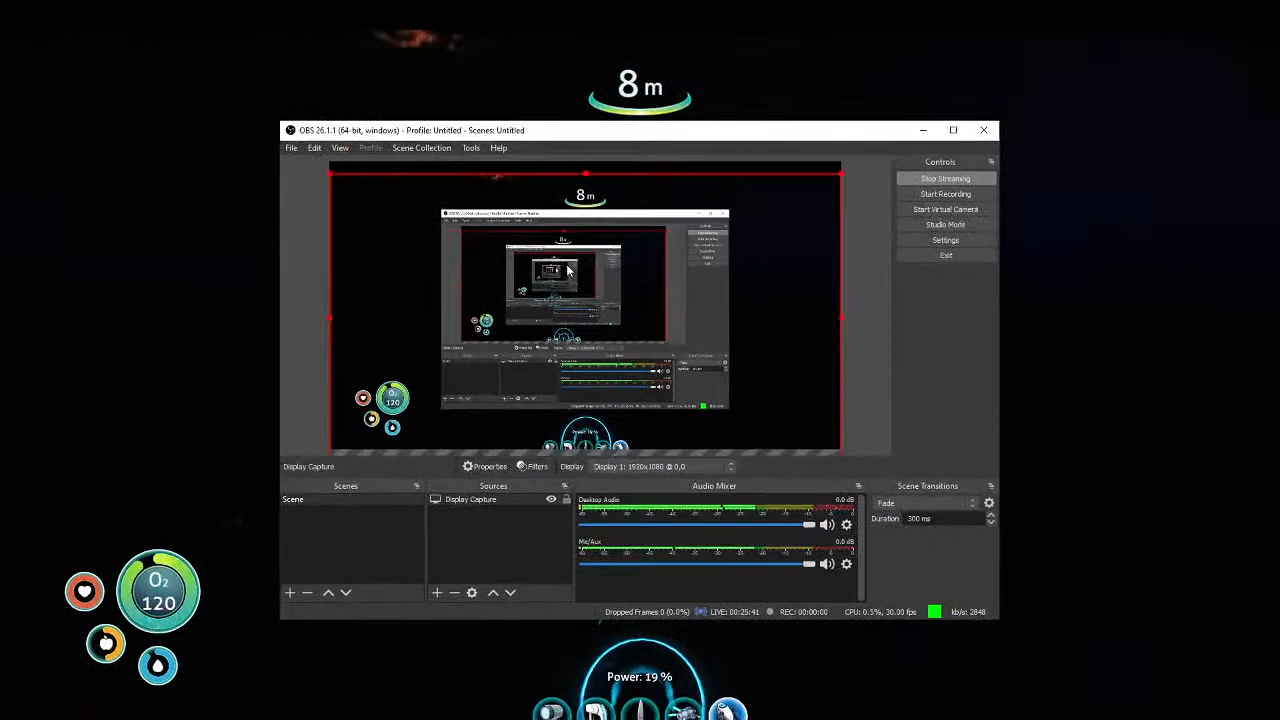 8 m
OBS 26.1.1 (64-bit, windows) - Profile: Untitled - Scenes: Untitled
File Edit View Profile Scene Collection Tools Help
Controls
Stop Streaming
Start Recording
Start Virtual Camera
Studio Mode
Settings
Exit
8 m
O₂
120
Power: 19 %
Display Capture Properties Filters Display Display 1: 1920x1080 @ 0,0
Scenes Sources Audio Mixer Scene Transitions
Scene
Display Capture
Desktop Audio 0.0 dB
Mic/Aux 0.0 dB
Fade
Duration 300 ms
Dropped Frames 0 (0.0%) LIVE: 00:25:41 REC: 00:00:00 CPU: 0.5%, 30.00 fps kb/s: 2848
O₂
120
Power: 19 %